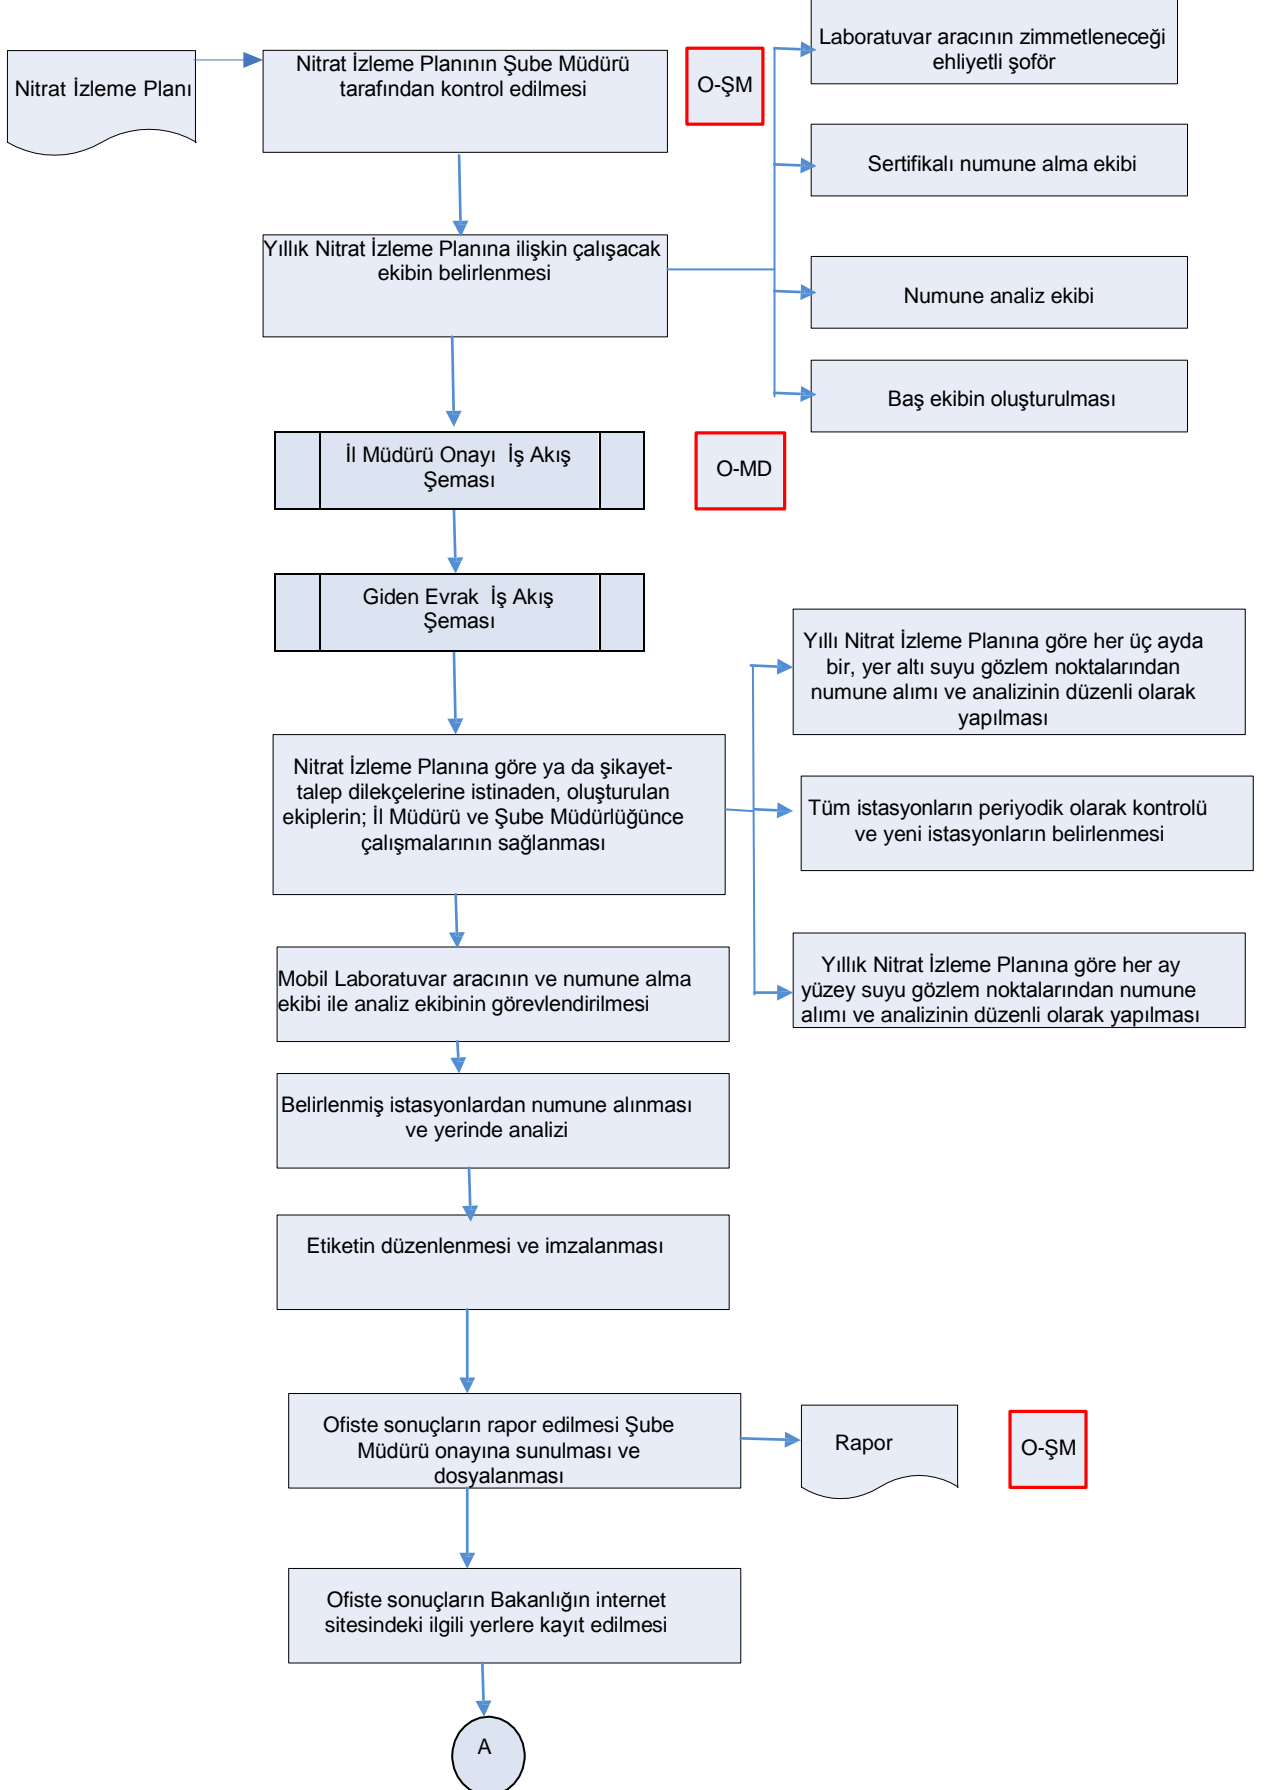 Nitrat İzleme Planı
Nitrat İzleme Planının Şube Müdürü
tarafından kontrol edilmesi
O-ŞM
Laboratuvar aracının zimmetleneceği
ehliyetli şoför
Sertifikalı numune alma ekibi
Yıllık Nitrat İzleme Planına ilişkin çalışacak
ekibin belirlenmesi
Numune analiz ekibi
Baş ekibin oluşturulması
İl Müdürü Onayı  İş Akış
Şeması
O-MD
Giden Evrak  İş Akış
Şeması
Yıllı Nitrat İzleme Planına göre her üç ayda
bir, yer altı suyu gözlem noktalarından
numune alımı ve analizinin düzenli olarak
yapılması
Nitrat İzleme Planına göre ya da şikayet-
talep dilekçelerine istinaden, oluşturulan
ekiplerin; İl Müdürü ve Şube Müdürlüğünce
çalışmalarının sağlanması
Tüm istasyonların periyodik olarak kontrolü
ve yeni istasyonların belirlenmesi
Yıllık Nitrat İzleme Planına göre her ay
yüzey suyu gözlem noktalarından numune
alımı ve analizinin düzenli olarak yapılması
Mobil Laboratuvar aracının ve numune alma
ekibi ile analiz ekibinin görevlendirilmesi
Belirlenmiş istasyonlardan numune alınması
ve yerinde analizi
Etiketin düzenlenmesi ve imzalanması
Ofiste sonuçların rapor edilmesi Şube
Müdürü onayına sunulması ve
dosyalanması
Rapor
O-ŞM
Ofiste sonuçların Bakanlığın internet
sitesindeki ilgili yerlere kayıt edilmesi
A